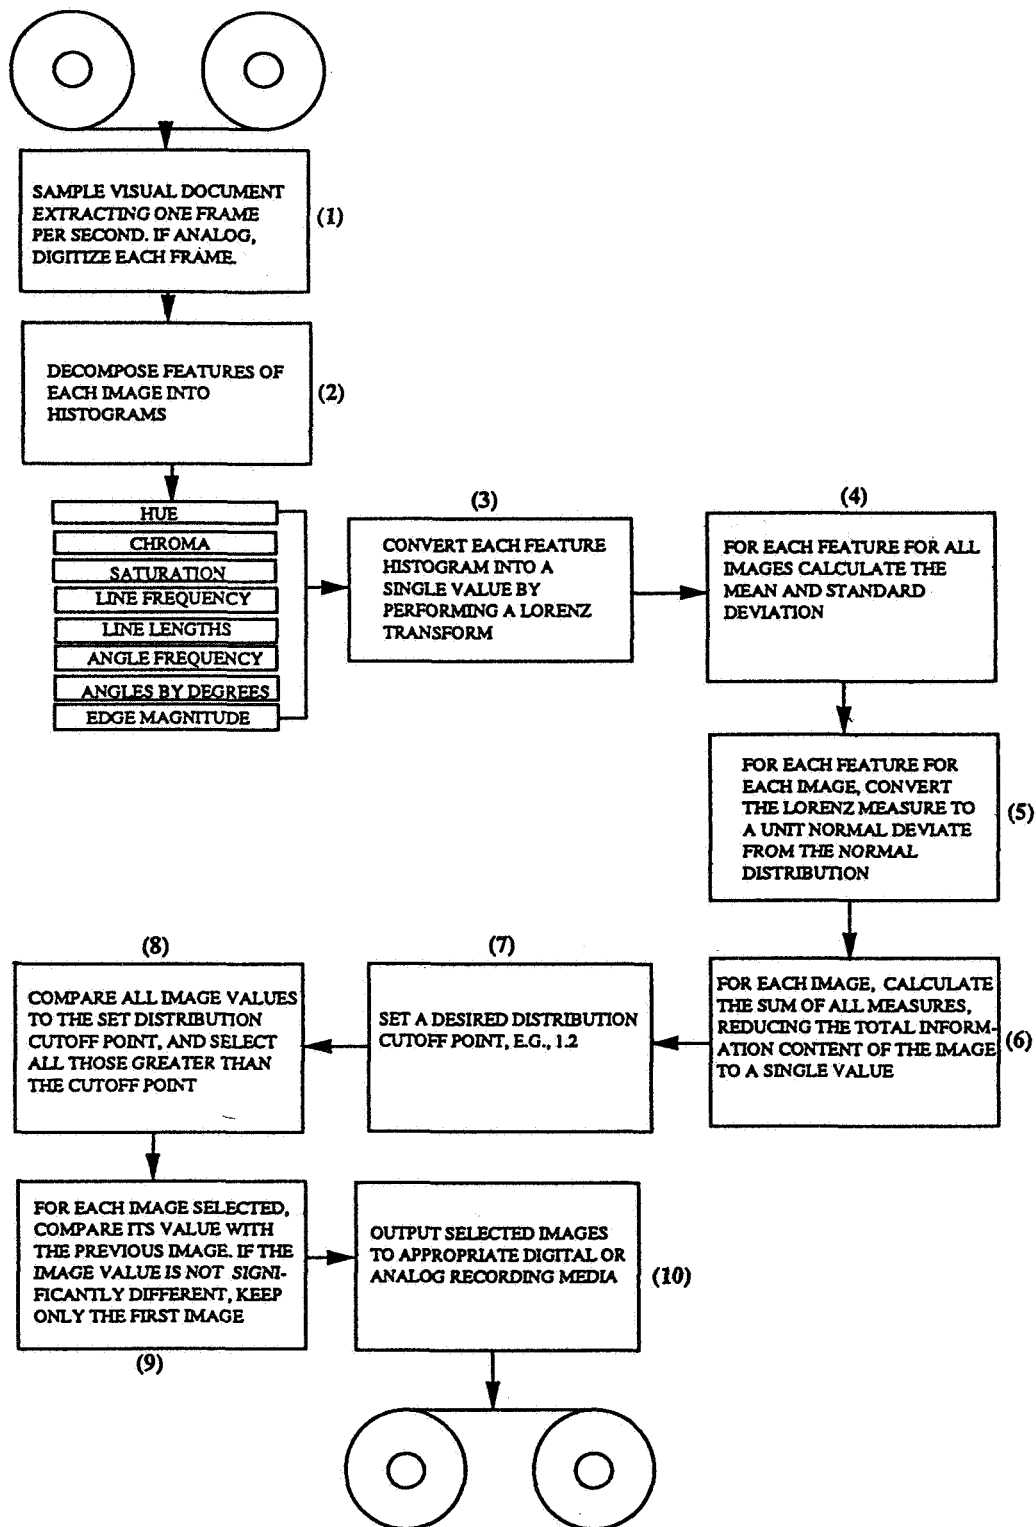 SAMPLE VISUAL DOCUMENT
EXTRACTING ONE FRAME
PER SECOND. IF ANALOG,
DIGITIZE EACH FRAME.
(1)
DECOMPOSE FEATURES OF
EACH IMAGE INTO
HISTOGRAMS
(2)
HUE
CHROMA
SATURATION
LINE FREQUENCY
LINE LENGTHS
ANGLE FREQUENCY
ANGLES BY DEGREES
EDGE MAGNITUDE
(3)
CONVERT EACH FEATURE
HISTOGRAM INTO A
SINGLE VALUE BY
PERFORMING A LORENZ
TRANSFORM
(4)
FOR EACH FEATURE FOR ALL
IMAGES CALCULATE THE
MEAN AND STANDARD
DEVIATION
FOR EACH FEATURE FOR
EACH IMAGE, CONVERT
THE LORENZ MEASURE TO
A UNIT NORMAL DEVIATE
FROM THE NORMAL
DISTRIBUTION
(5)
FOR EACH IMAGE, CALCULATE
THE SUM OF ALL MEASURES,
REDUCING THE TOTAL INFORM-
ATION CONTENT OF THE IMAGE
TO A SINGLE VALUE
(6)
(7)
SET A DESIRED DISTRIBUTION
CUTOFF POINT, E.G., 1.2
(8)
COMPARE ALL IMAGE VALUES
TO THE SET DISTRIBUTION
CUTOFF POINT, AND SELECT
ALL THOSE GREATER THAN
THE CUTOFF POINT
FOR EACH IMAGE SELECTED,
COMPARE ITS VALUE WITH
THE PREVIOUS IMAGE. IF THE
IMAGE VALUE IS NOT SIGNI-
FICANTLY DIFFERENT, KEEP
ONLY THE FIRST IMAGE
(9)
OUTPUT SELECTED IMAGES
TO APPROPRIATE DIGITAL OR
ANALOG RECORDING MEDIA
(10)